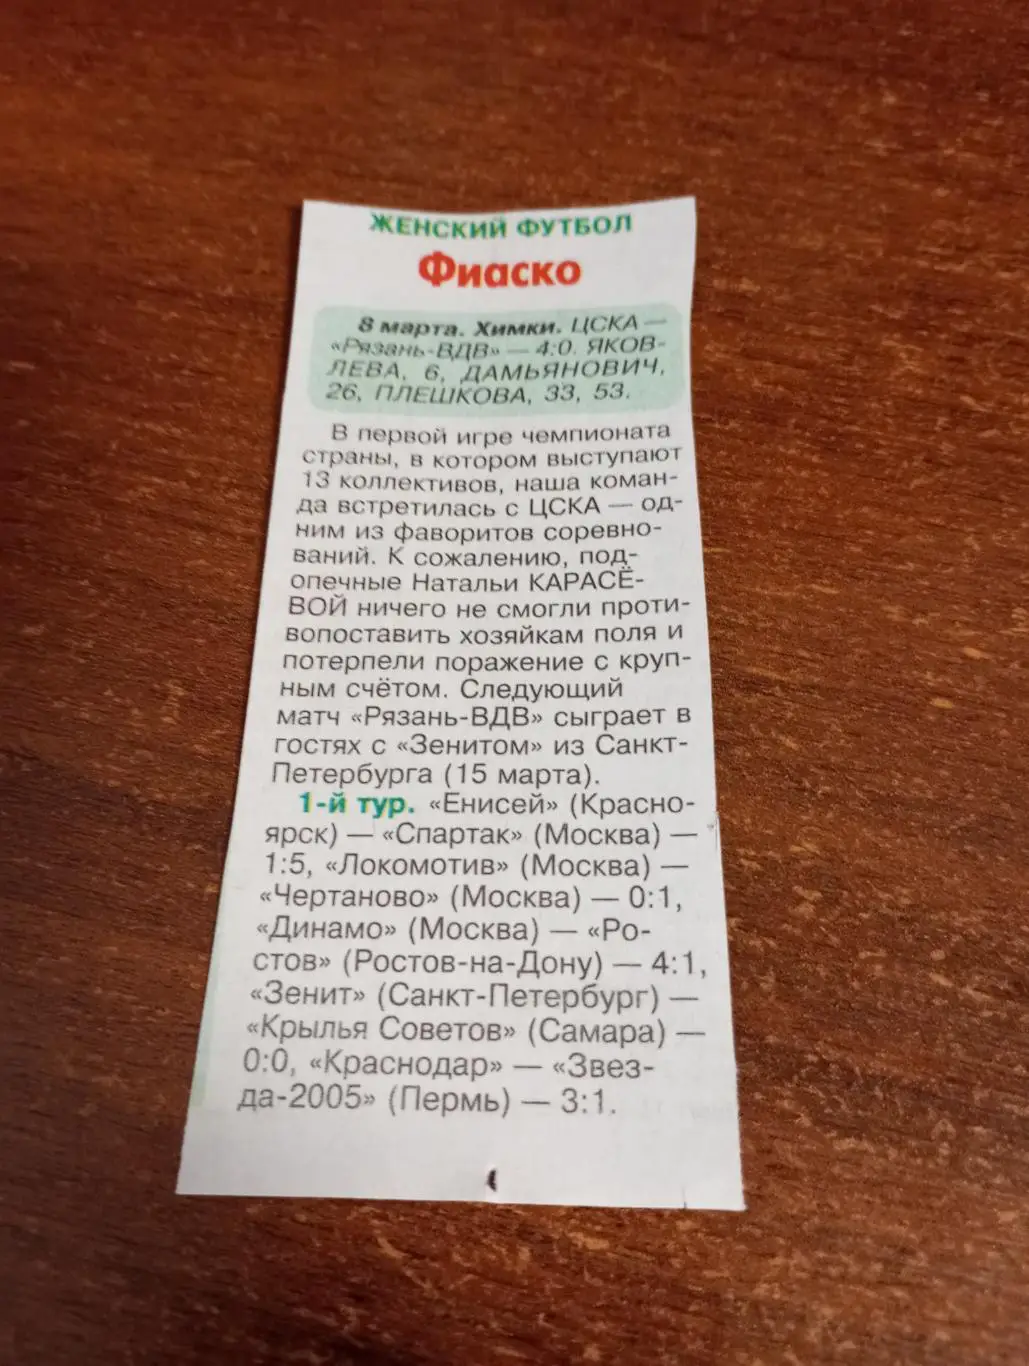 ЖЕНСКИЙ ФУТБОЛ
Фиаско
8 марта. Химки. ЦСКА —
«Рязань-ВДВ» — 4:0. ЯКОВ-
ЛЕВА, 6, ДАМЬЯНОВИЧ,
26, ПЛЕШКОВА, 33, 53.
В первой игре чемпионата
страны, в котором выступают
13 коллективов, наша коман-
да встретилась с ЦСКА — од-
ним из фаворитов соревно-
ваний. К сожалению, под-
опечные Натальи КАРАСЁ-
ВОЙ ничего не смогли проти-
вопоставить хозяйкам поля и
потерпели поражение с круп-
ным счётом. Следующий
матч «Рязань-ВДВ» сыграет в
гостях с «Зенитом» из Санкт-
Петербурга (15 марта).
1-й тур. «Енисей» (Красно-
ярск) — «Спартак» (Москва) —
1:5, «Локомотив» (Москва) —
«Чертаново» (Москва) — 0:1,
«Динамо» (Москва) — «Ро-
стов» (Ростов-на-Дону) — 4:1,
«Зенит» (Санкт-Петербург) —
«Крылья Советов» (Самара) —
0:0, «Краснодар» — «Звез-
да-2005» (Пермь) — 3:1.